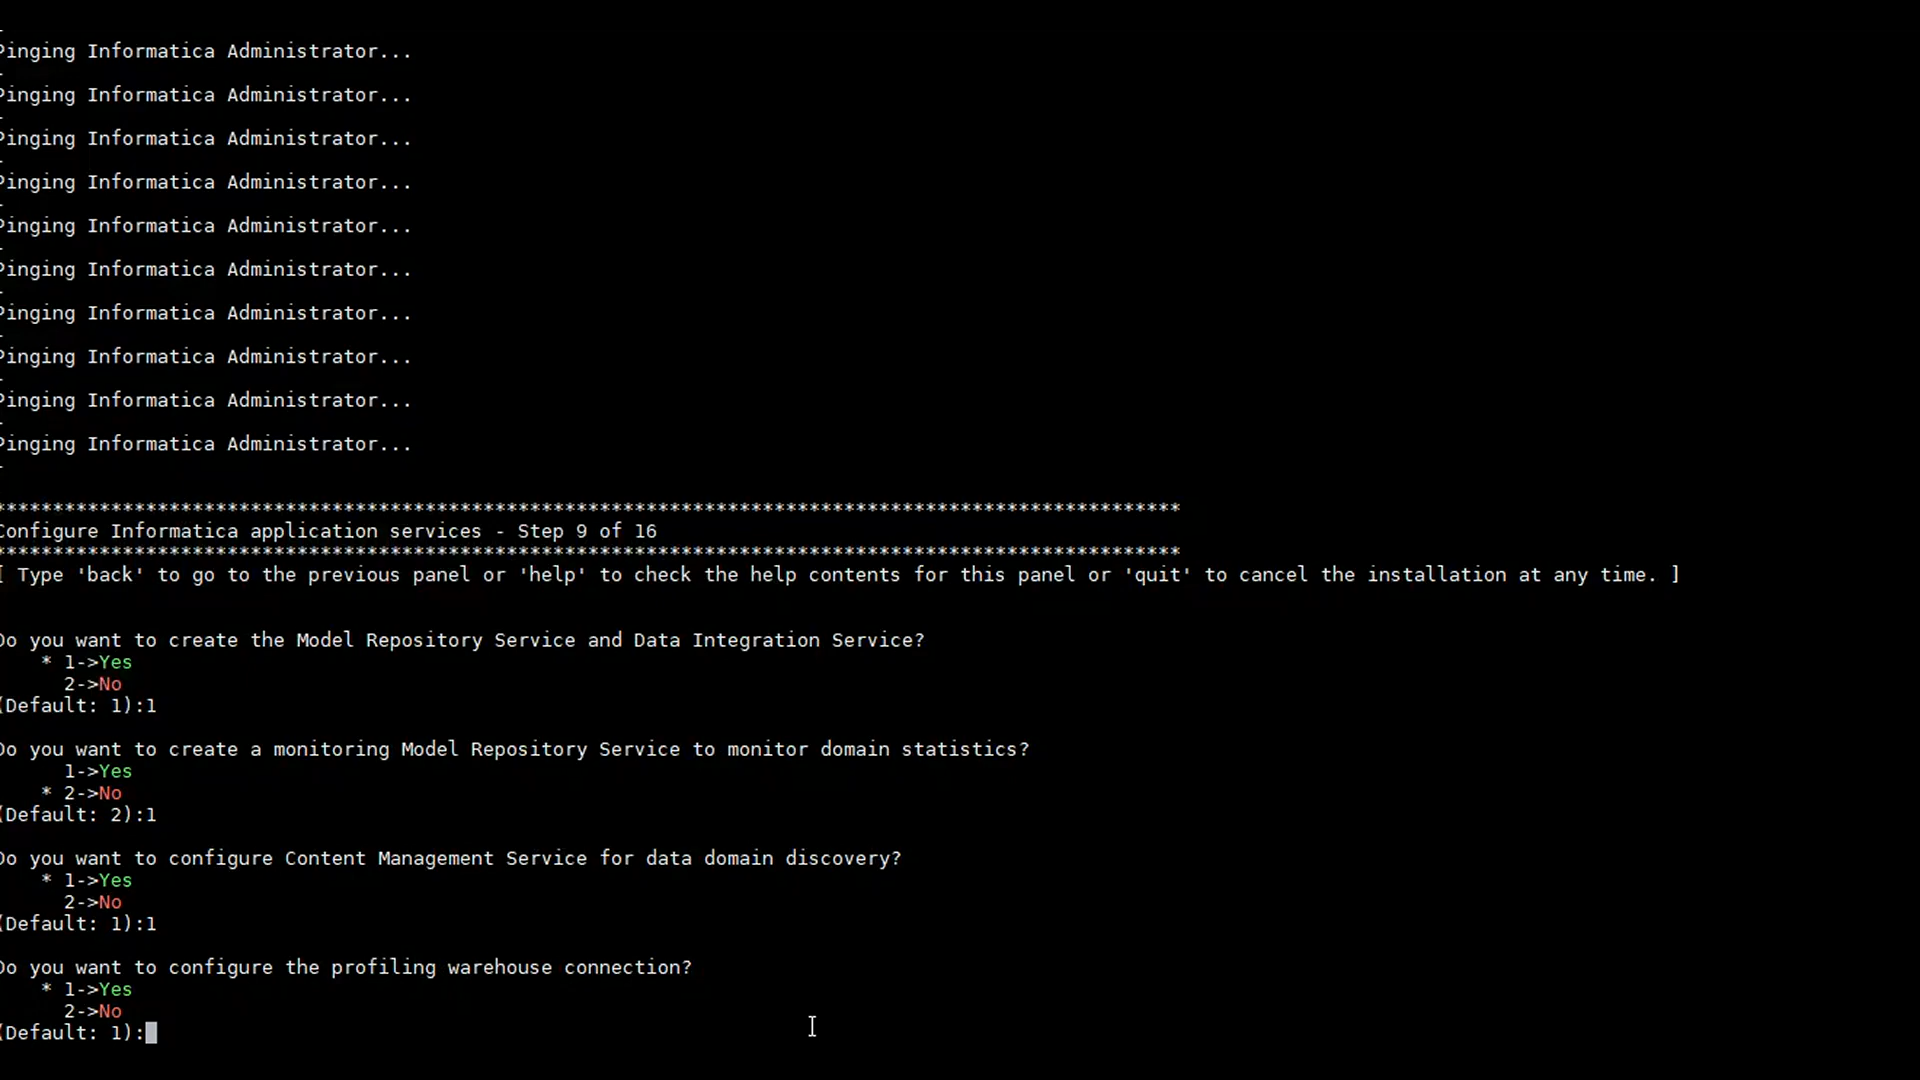 Pinging Informatica Administrator...
Pinging Informatica Administrator...
Pinging Informatica Administrator...
Pinging Informatica Administrator...
Pinging Informatica Administrator...
Pinging Informatica Administrator...
Pinging Informatica Administrator...
Pinging Informatica Administrator...
Pinging Informatica Administrator...
Pinging Informatica Administrator...
*****************************************************************************************************
Configure Informatica application services - Step 9 of 16
*****************************************************************************************************
[ Type 'back' to go to the previous panel or 'help' to check the help contents for this panel or 'quit' to cancel the installation at any time. ]
Do you want to create the Model Repository Service and Data Integration Service?
* 1->Yes
2->No
(Default: 1):1
Do you want to create a monitoring Model Repository Service to monitor domain statistics?
1->Yes
* 2->No
(Default: 2):1
Do you want to configure Content Management Service for data domain discovery?
* 1->Yes
2->No
(Default: 1):1
Do you want to configure the profiling warehouse connection?
* 1->Yes
2->No
(Default: 1):